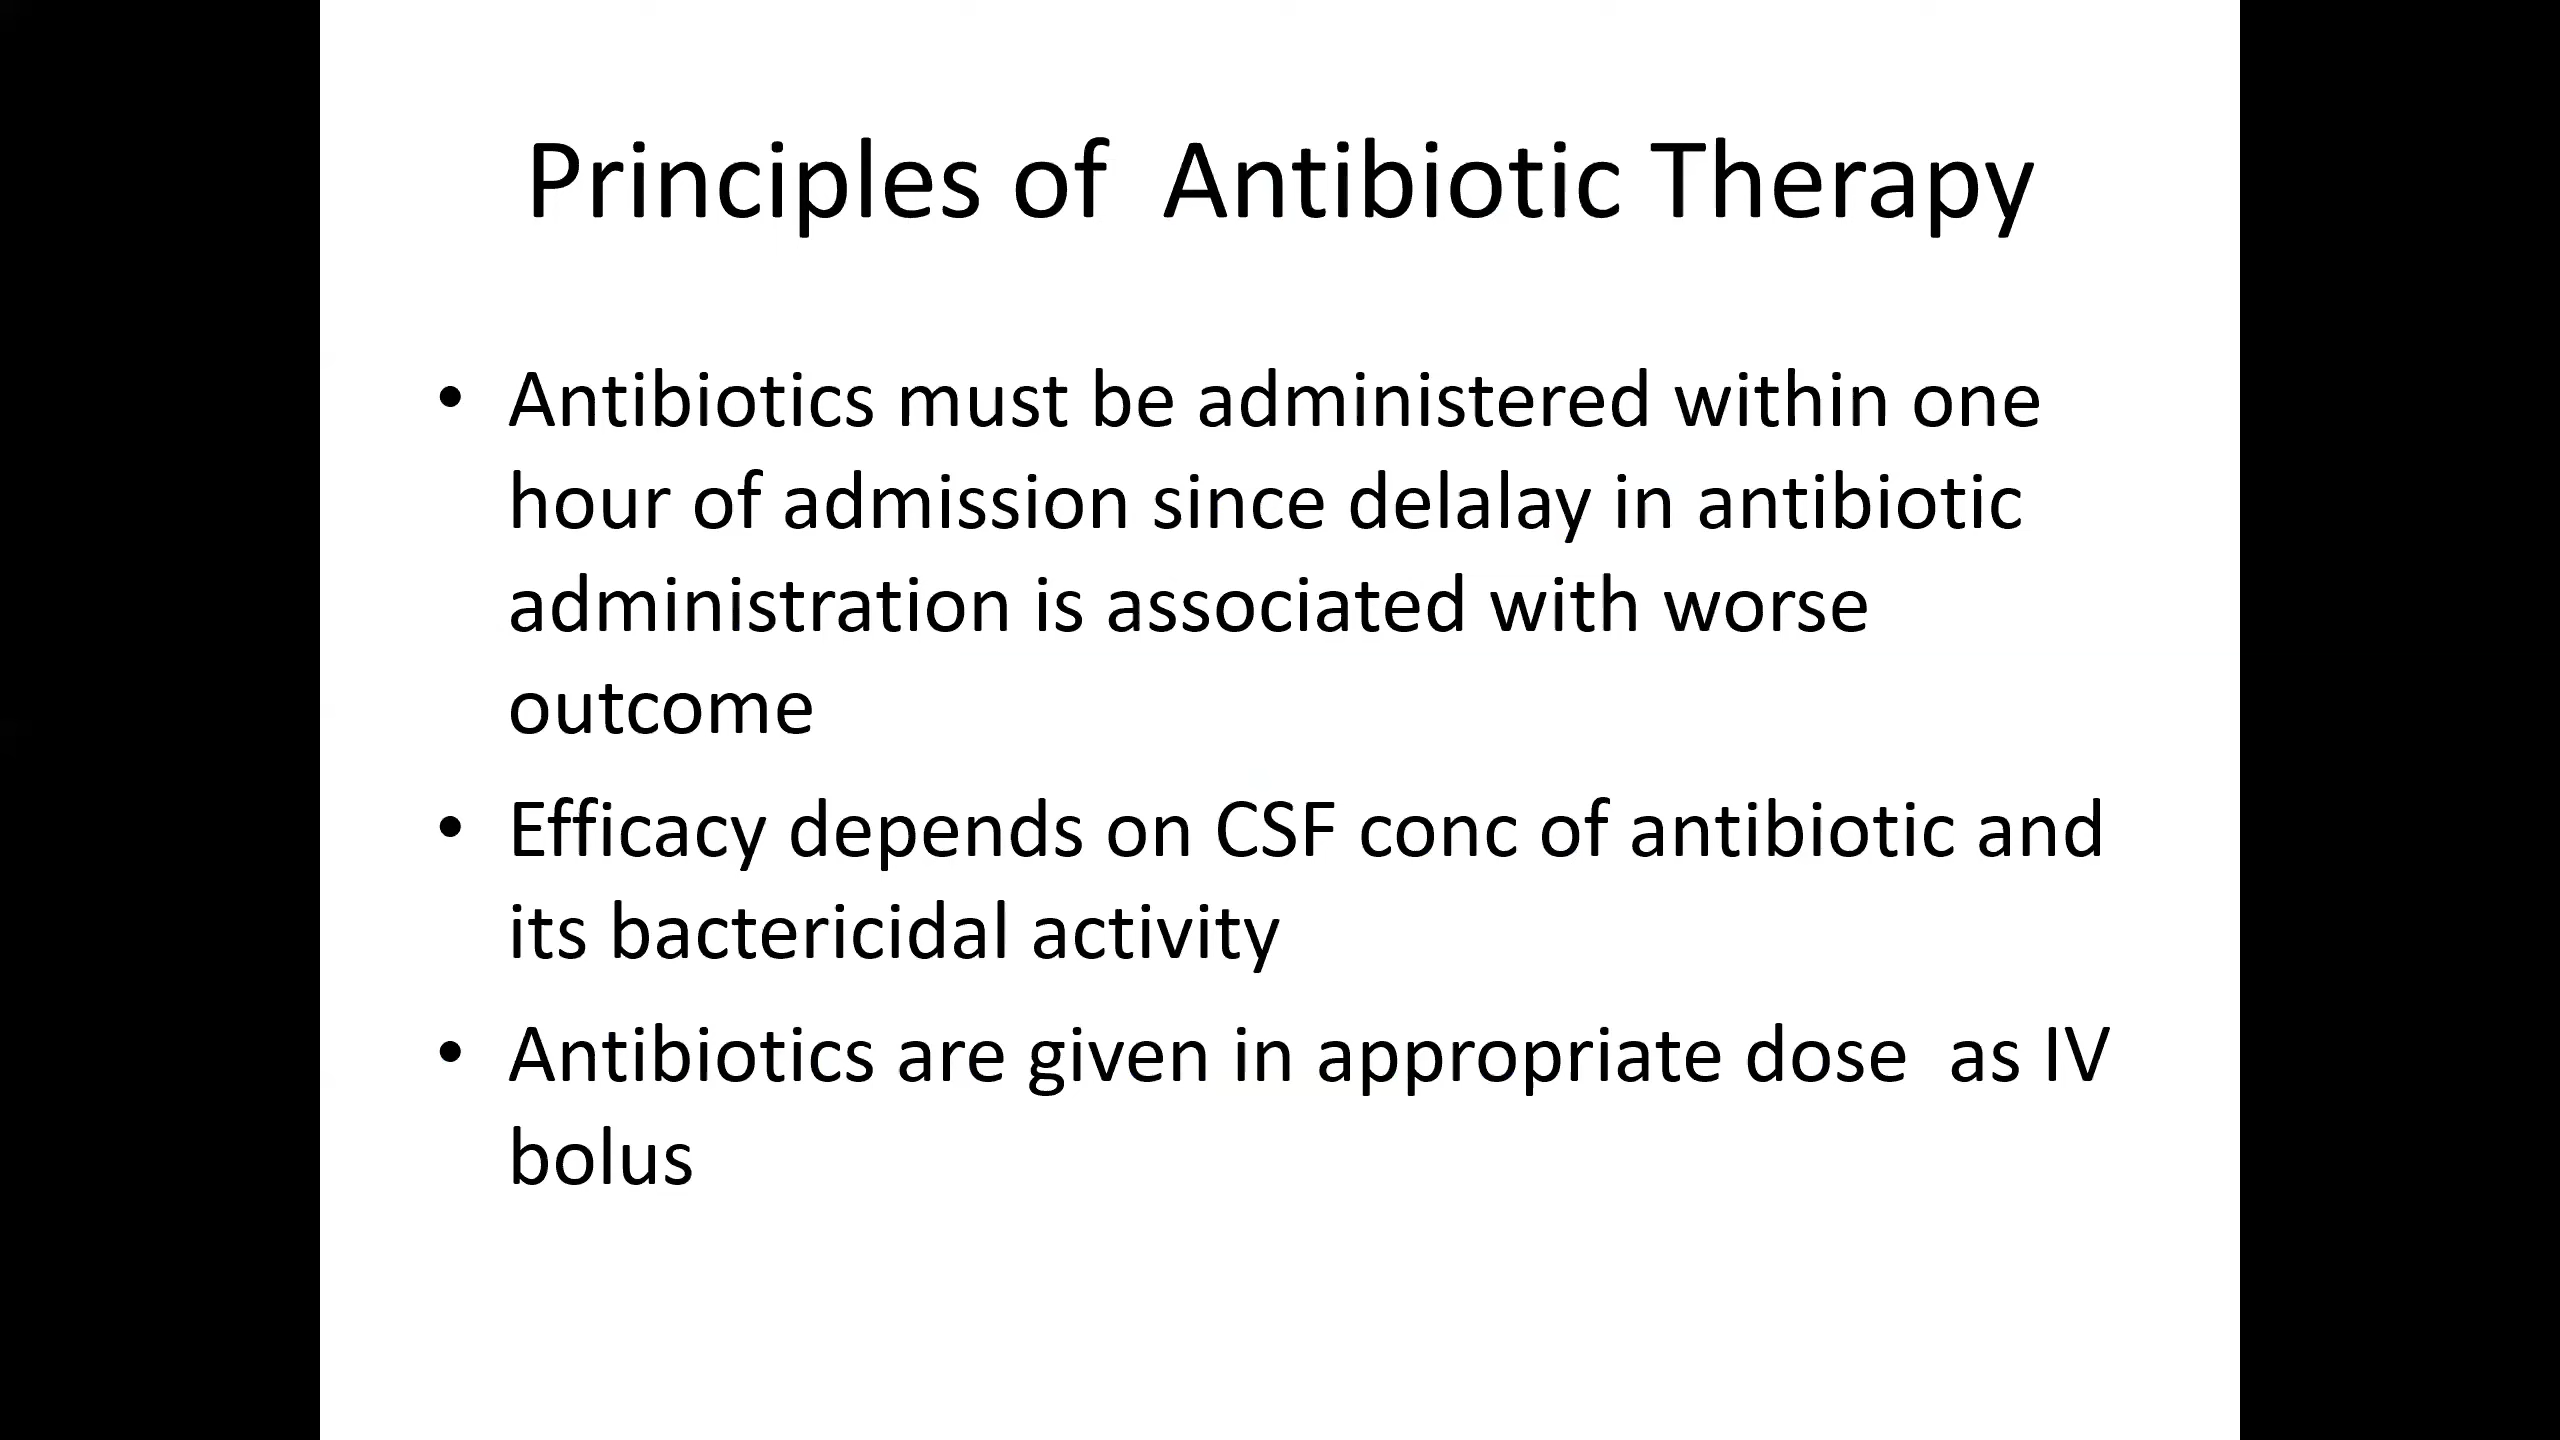 Principles of  Antibiotic Therapy
• Antibiotics must be administered within one
hour of admission since delalay in antibiotic
administration is associated with worse
outcome
• Efficacy depends on CSF conc of antibiotic and
its bactericidal activity
• Antibiotics are given in appropriate dose  as IV
bolus